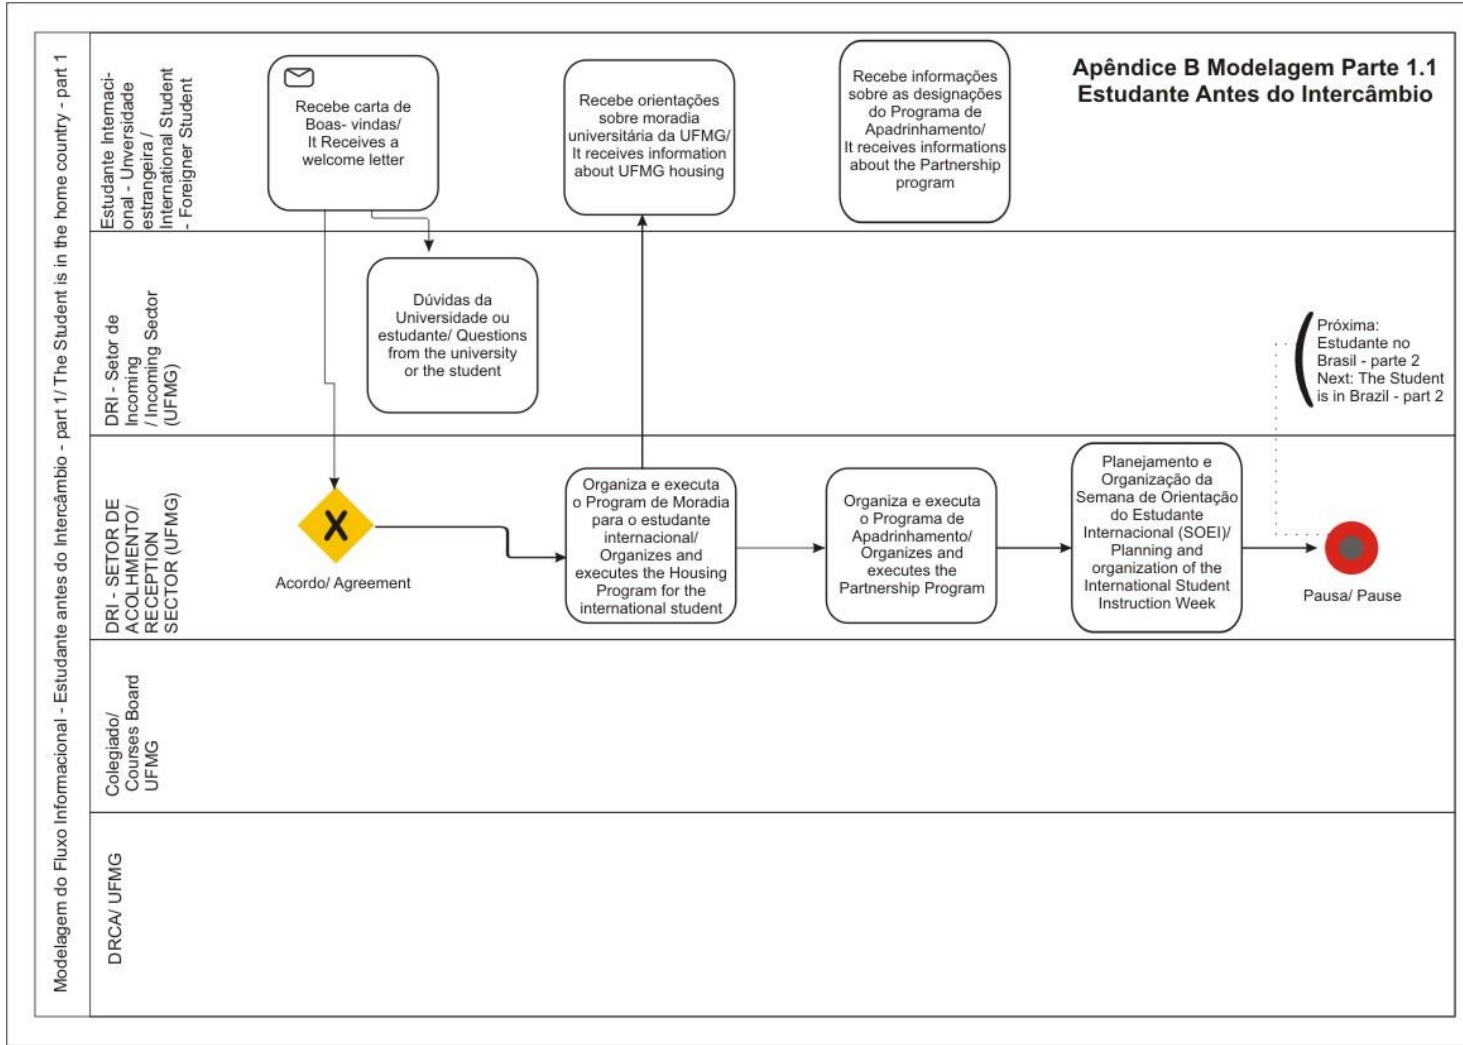 Apêndice B Modelagem Parte 1.1
Estudante Antes do Intercâmbio
Modelagem do Fluxo Informacional - Estudante antes do Intercâmbio - part 1/ The Student is in the home country - part 1
Estudante Internaci-
onal - Unversidade
estrangeira /
International Student
- Foreigner Student
Recebe carta de
Boas- vindas/
It Receives a
welcome letter
Recebe orientações
sobre moradia
universitária da UFMG/
It receives information
about UFMG housing
Recebe informações
sobre as designações
do Programa de
Apadrinhamento/
It receives informations
about the Partnership
program
DRI - Setor de
Incoming
/ Incoming Sector
(UFMG)
Dúvidas da
Universidade ou
estudante/ Questions
from the university
or the student
Próxima:
Estudante no
Brasil - parte 2
Next: The Student
is in Brazil - part 2
DRI - SETOR DE
ACOLHMENTO/
RECEPTION
SECTOR (UFMG)
X
Acordo/ Agreement
Organiza e executa
o Program de Moradia
para o estudante
internacional/
Organizes and
executes the Housing
Program for the
international student
Organiza e executa
o Programa de
Apadrinhamento/
Organizes and
executes the
Partnership Program
Planejamento e
Organização da
Semana de Orientação
do Estudante
Internacional (SOEI)/
Planning and
organization of the
International Student
Instruction Week
Pausa/ Pause
Colegiado/
Courses Board
UFMG
DRCA/ UFMG